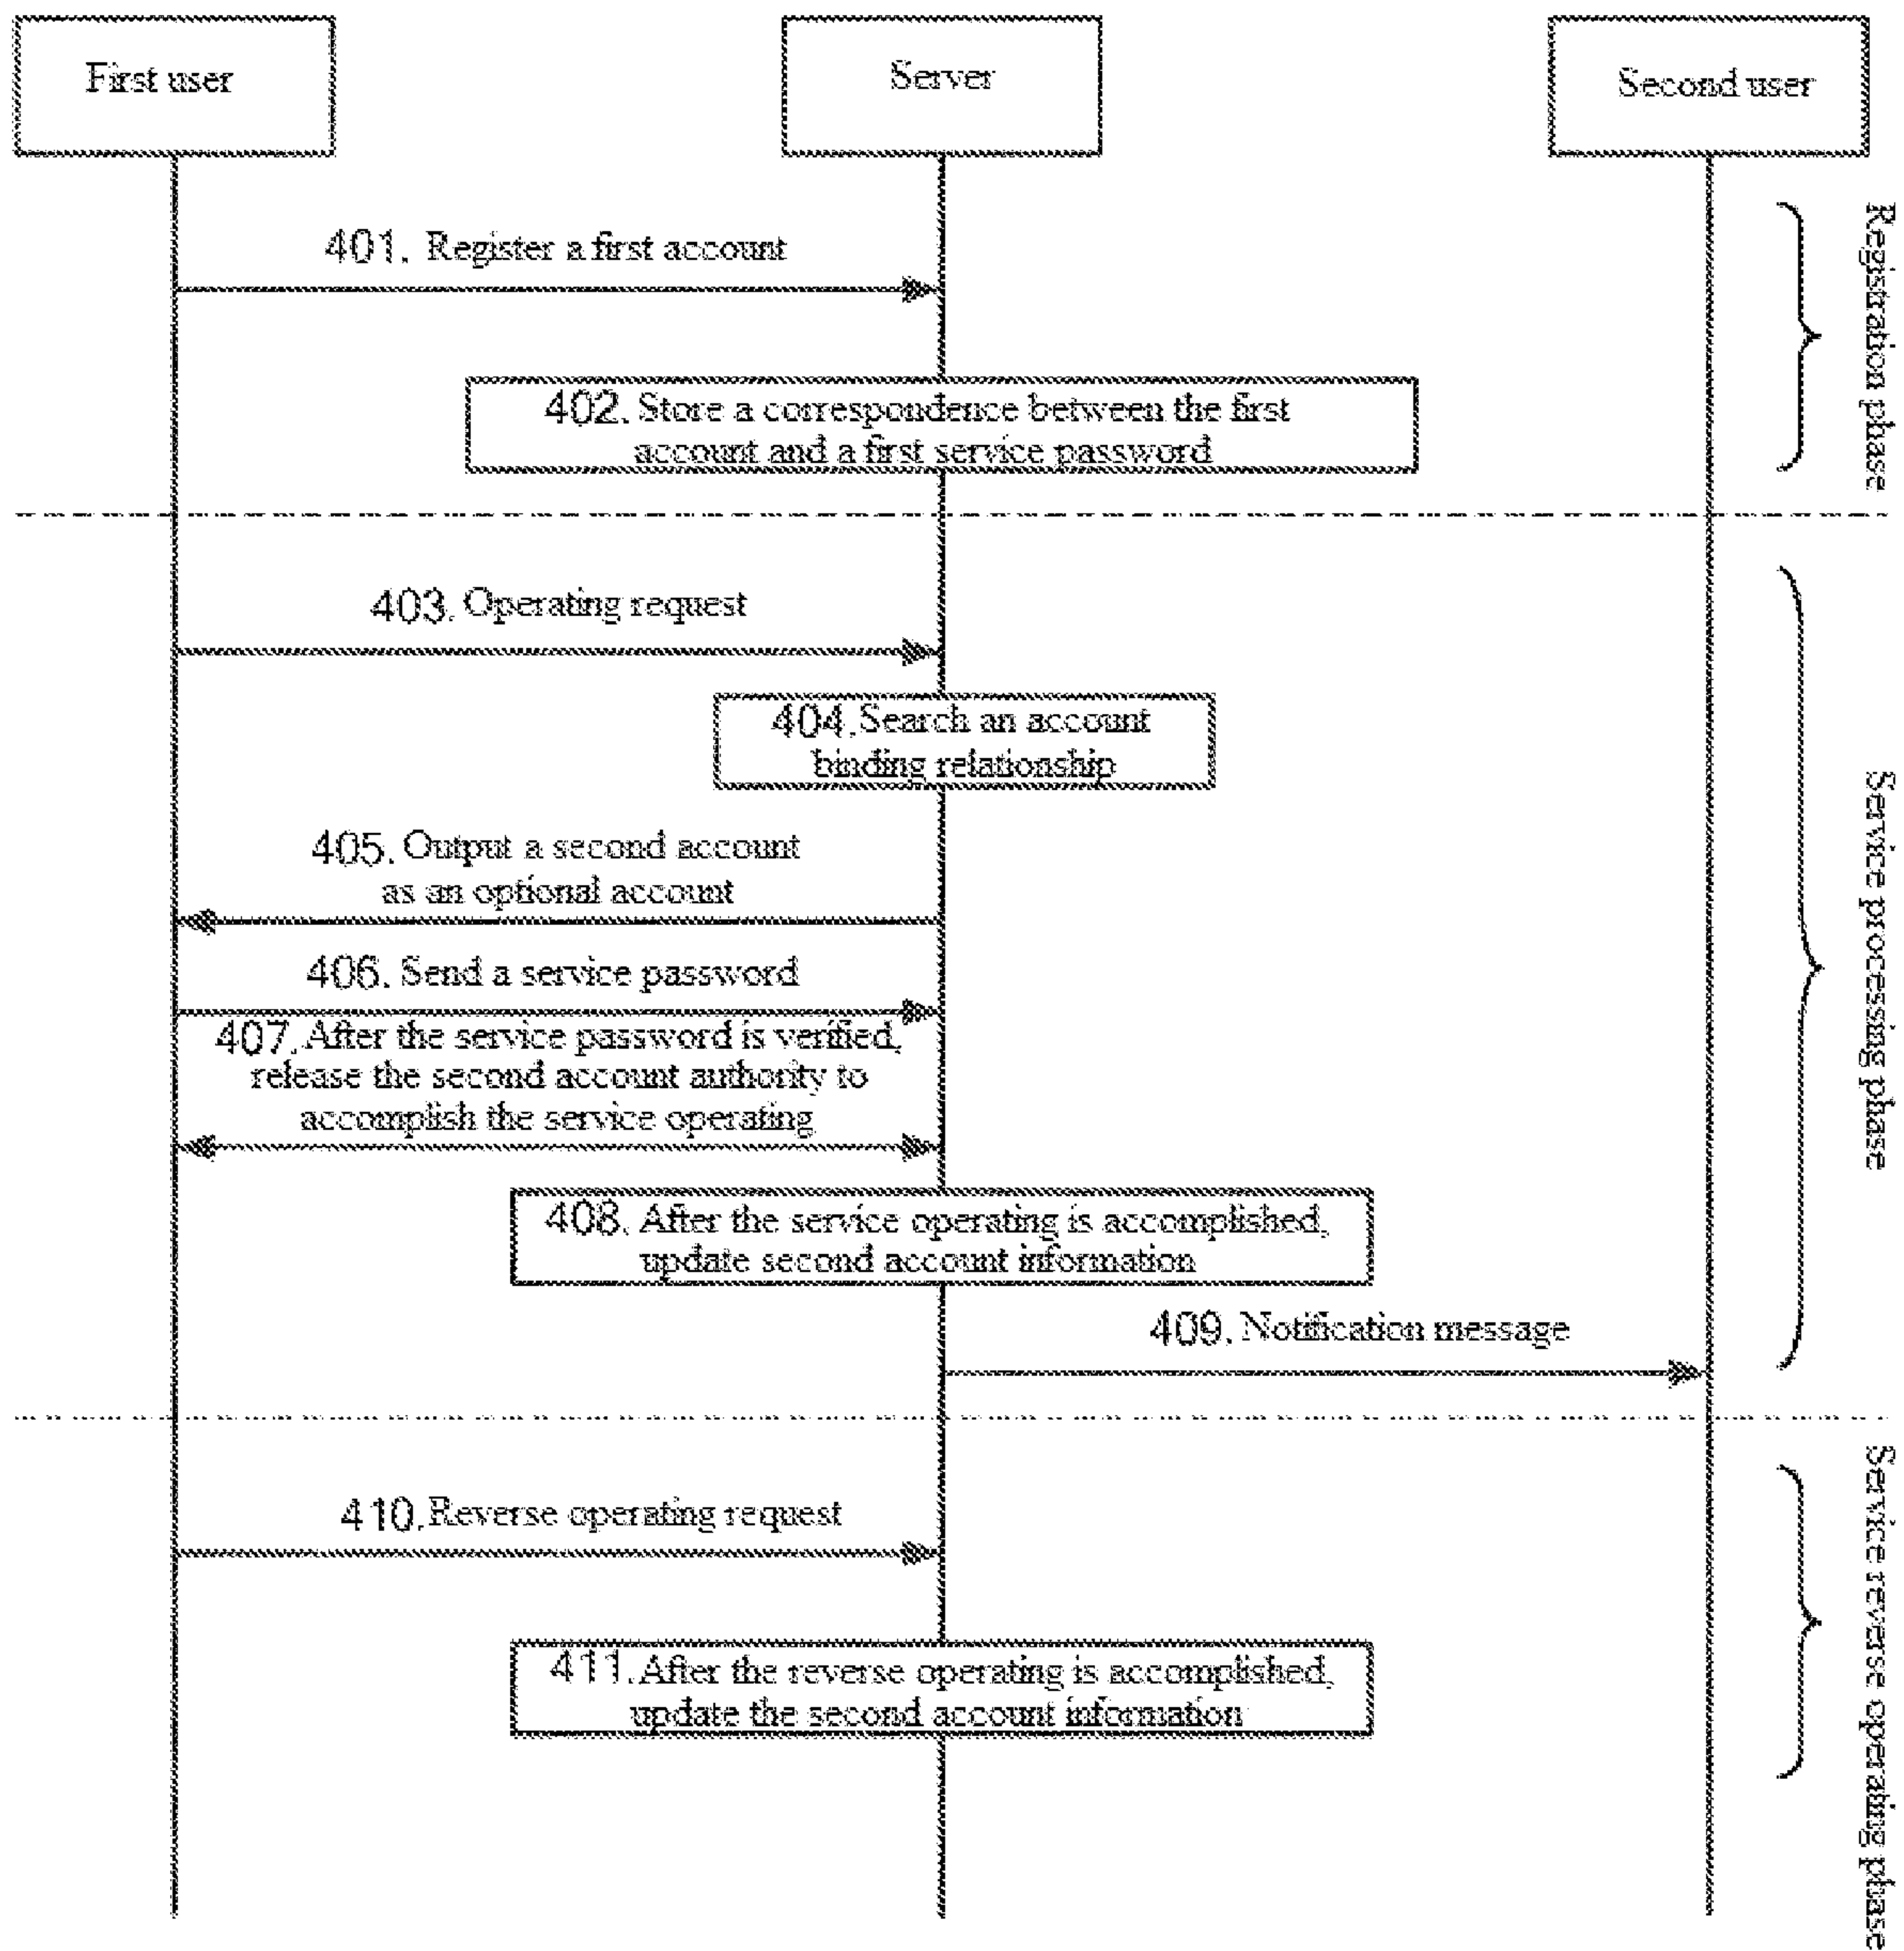 First user
Server
Second user
401. Register a first account
402. Store a correspondence between the first
account and a first service password
Registration phase
403. Operating request
404. Search an account
binding relationship
405. Output a second account
as an optional account
406. Send a service password
407. After the service password is verified,
release the second account authority to
accomplish the service operating
408. After the service operating is accomplished,
update second account information
409. Notification message
Service processing phase
410. Reverse operating request
411. After the reverse operating is accomplished,
update the second account information
Service reverse operating phase